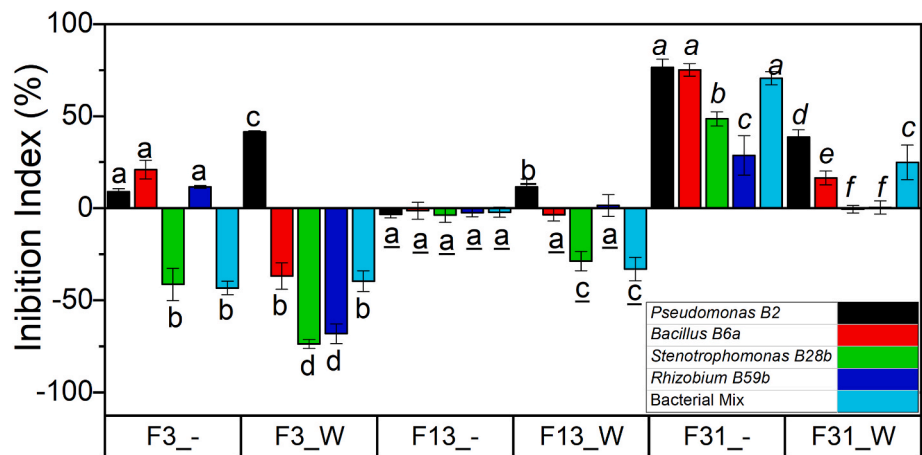 Inibition Index (%)
100
50
0
-50
-100
a
a
b
a
b
c
b
d
d
b
a
a
a
a
a
b
a
c
a
c
a
a
b
c
a
d
e
f
f
c
Pseudomonas B2
Bacillus B6a
Stenotrophomonas B28b
Rhizobium B59b
Bacterial Mix
F3_-
F3_W
F13_-
F13_W
F31_-
F31_W